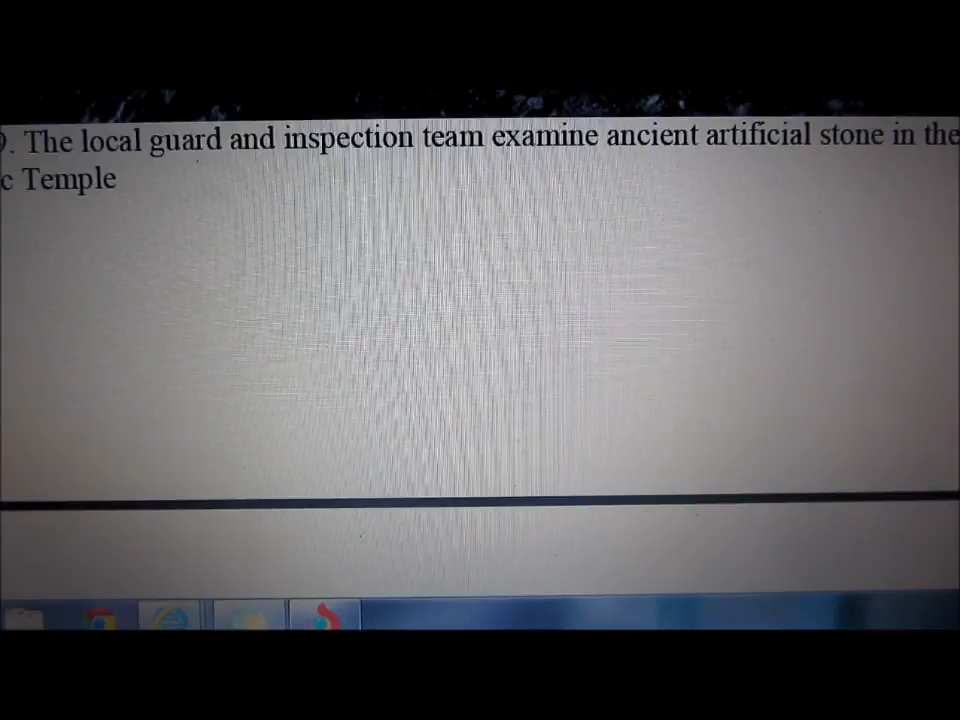 . The local guard and inspection team examine ancient artificial stone in the
c Temple